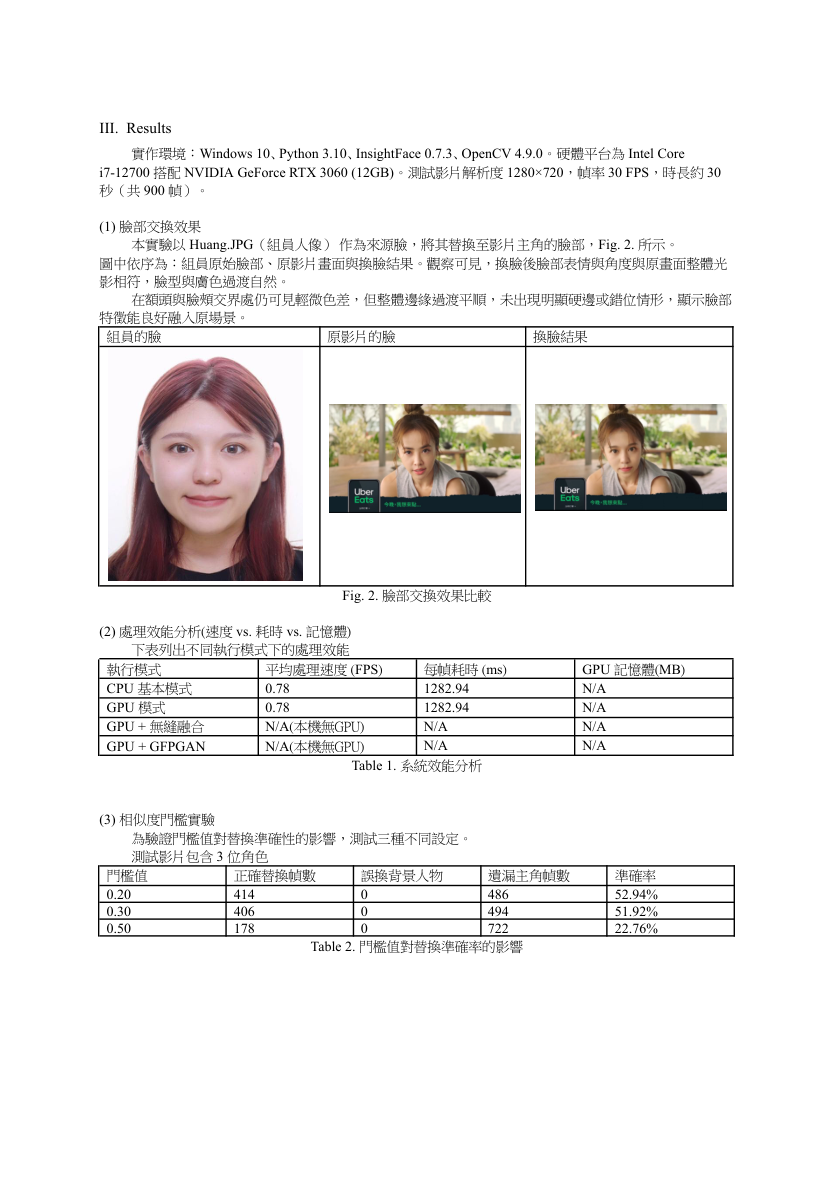 III. Results
實作環境：Windows 10、Python 3.10、InsightFace 0.7.3、OpenCV 4.9.0。硬體平台為 Intel Core
i7-12700 搭配 NVIDIA GeForce RTX 3060 (12GB)。測試影片解析度 1280×720，幀率 30 FPS，時長約 30
秒（共 900 幀）。
(1) 臉部交換效果
本實驗以 Huang.JPG（組員人像） 作為來源臉，將其替換至影片主角的臉部，Fig. 2. 所示。
圖中依序為：組員原始臉部、原影片畫面與換臉結果。觀察可見，換臉後臉部表情與角度與原畫面整體光
影相符，臉型與膚色過渡自然。
在額頭與臉頰交界處仍可見輕微色差，但整體邊緣過渡平順，未出現明顯硬邊或錯位情形，顯示臉部
特徵能良好融入原場景。
組員的臉 原影片的臉 換臉結果
Uber Eats
Uber Eats
Fig. 2. 臉部交換效果比較
(2) 處理效能分析(速度 vs. 耗時 vs. 記憶體)
下表列出不同執行模式下的處理效能
執行模式 平均處理速度 (FPS) 每幀耗時 (ms) GPU 記憶體(MB)
CPU 基本模式 0.78 1282.94 N/A
GPU 模式 0.78 1282.94 N/A
GPU + 無縫融合 N/A(本機無GPU) N/A N/A
GPU + GFPGAN N/A(本機無GPU) N/A N/A
Table 1. 系統效能分析
(3) 相似度門檻實驗
為驗證門檻值對替換準確性的影響，測試三種不同設定。
測試影片包含 3 位角色
門檻值 正確替換幀數 誤換背景人物 遺漏主角幀數 準確率
0.20 414 0 486 52.94%
0.30 406 0 494 51.92%
0.50 178 0 722 22.76%
Table 2. 門檻值對替換準確率的影響